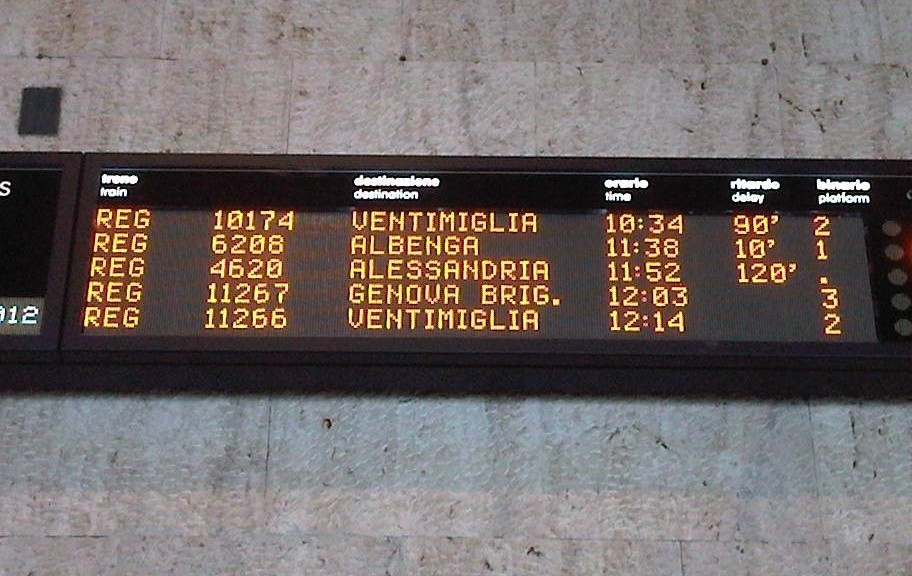 S
treno destinazione orario ritardo binario
train destination time delay platform
REG 10174 VENTIMIGLIA 10:34 90' 2
REG 6208 ALBENGA 11:38 10' 1
REG 4620 ALESSANDRIA 11:52 120' .
REG 11267 GENOVA BRIG. 12:03 3
012 REG 11266 VENTIMIGLIA 12:14 2